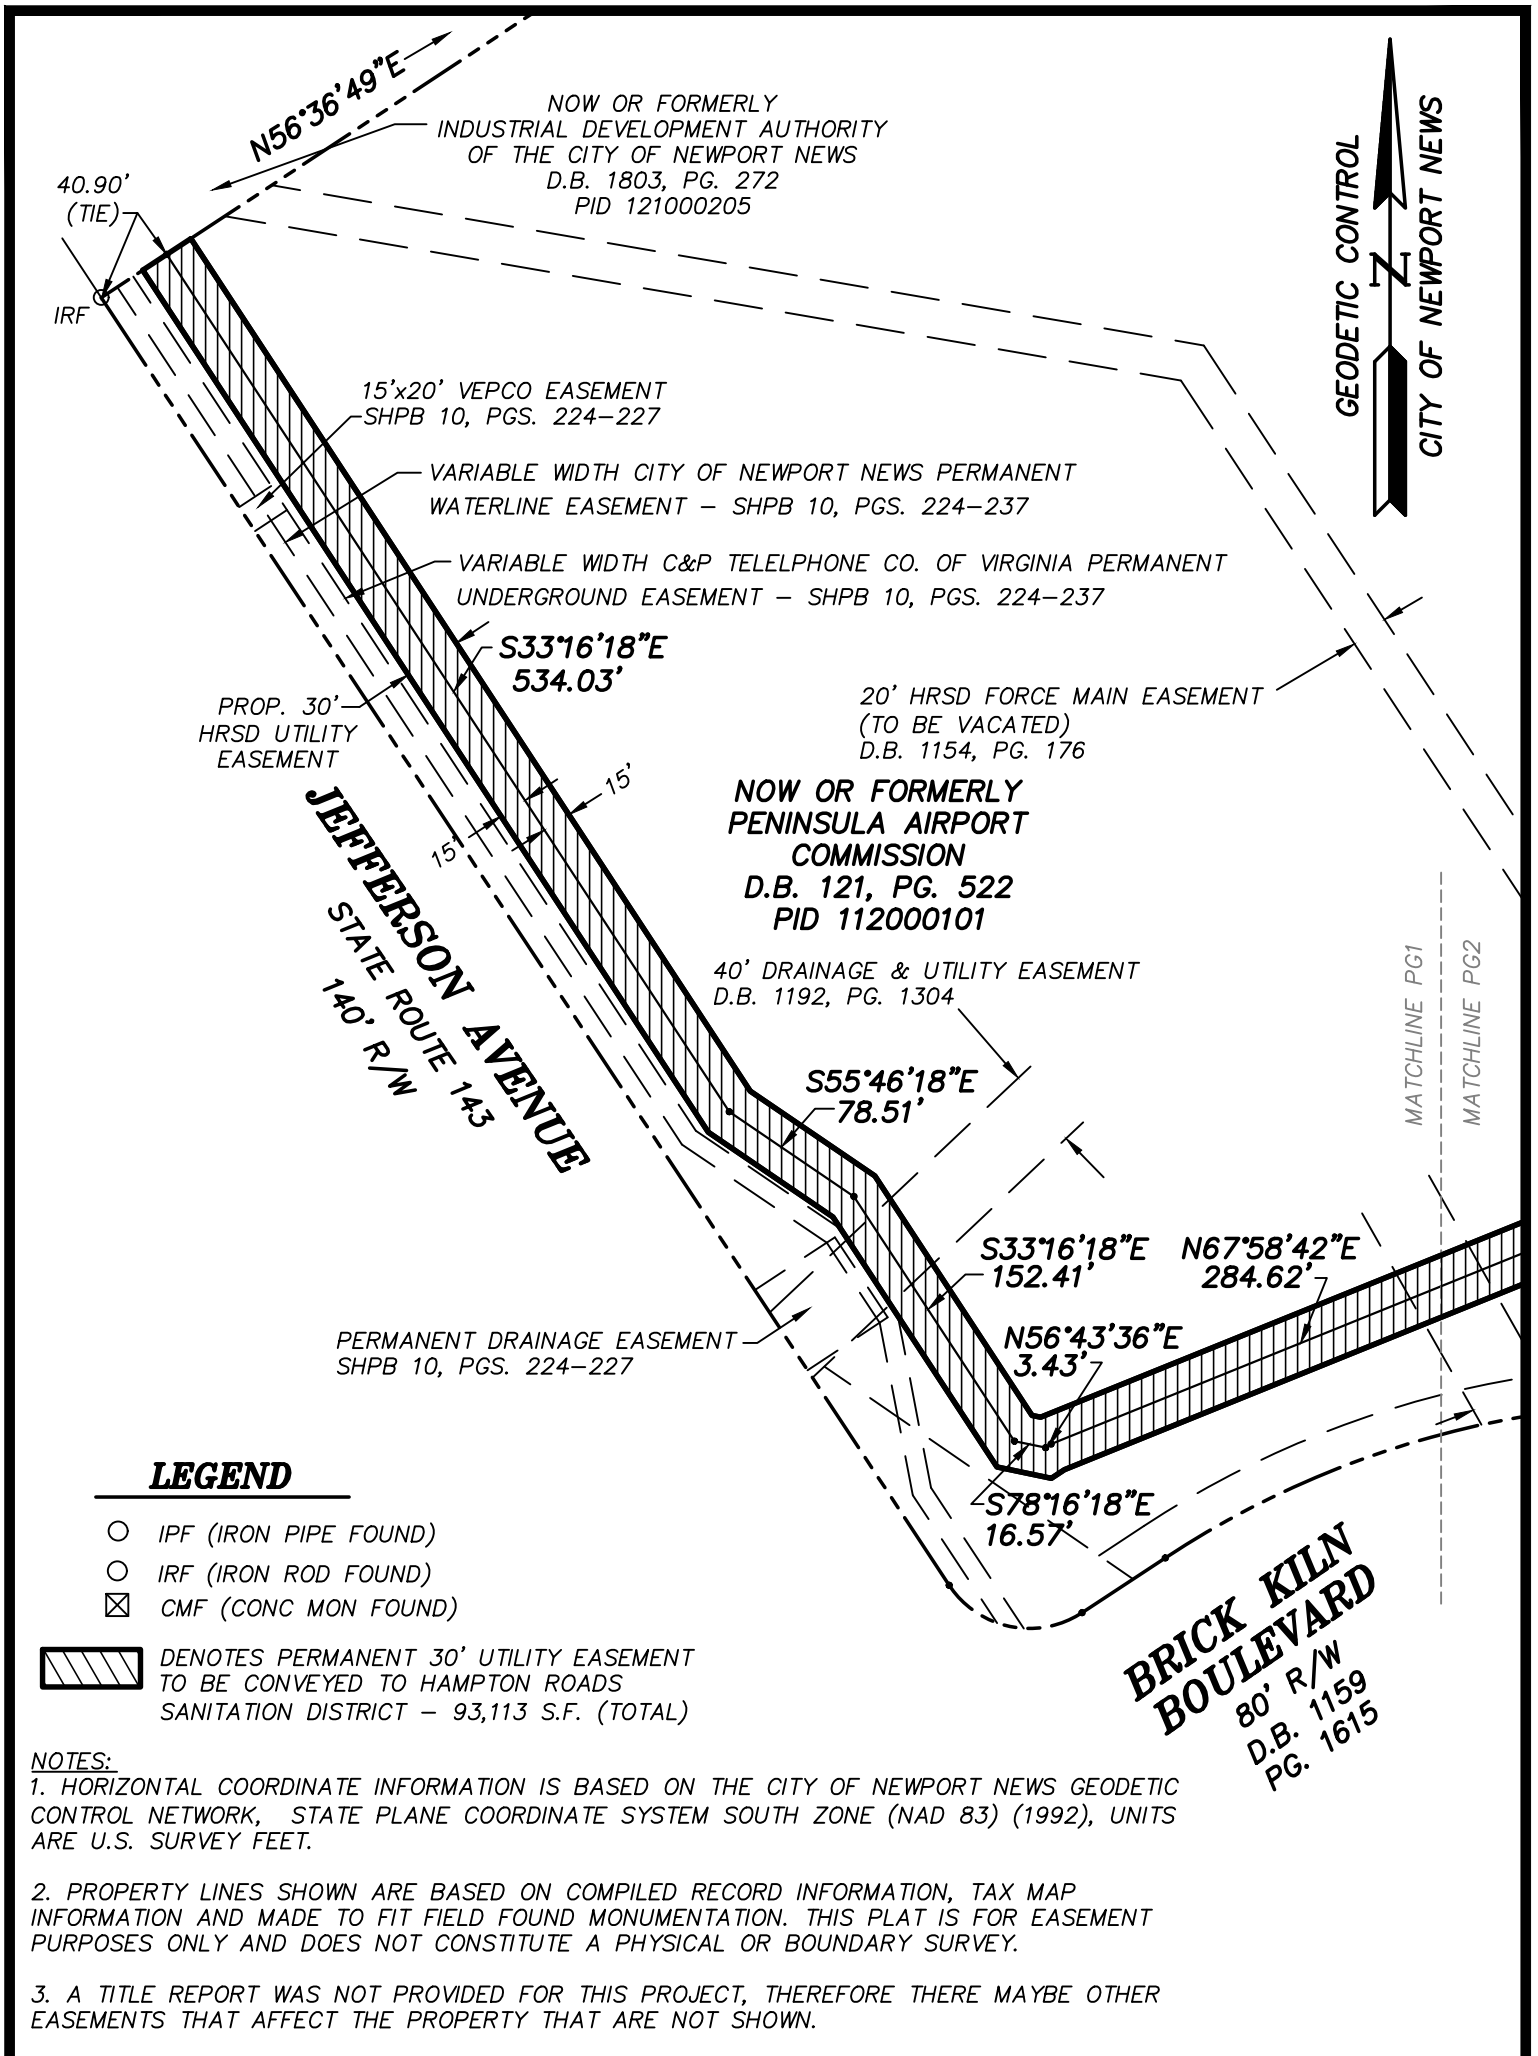 N56°36'49"E
NOW OR FORMERLY
INDUSTRIAL DEVELOPMENT AUTHORITY
OF THE CITY OF NEWPORT NEWS
D.B. 1803, PG. 272
PID 121000205
GEODETIC CONTROL
CITY OF NEWPORT NEWS
N
40.90'
(TIE)
IRF
15'x20' VEPCO EASEMENT
SHPB 10, PGS. 224-227
VARIABLE WIDTH CITY OF NEWPORT NEWS PERMANENT
WATERLINE EASEMENT - SHPB 10, PGS. 224-237
VARIABLE WIDTH C&P TELELPHONE CO. OF VIRGINIA PERMANENT
UNDERGROUND EASEMENT - SHPB 10, PGS. 224-237
S33°16'18"E
534.03'
PROP. 30'
HRSD UTILITY
EASEMENT
20' HRSD FORCE MAIN EASEMENT
(TO BE VACATED)
D.B. 1154, PG. 176
15'
15'
NOW OR FORMERLY
PENINSULA AIRPORT
COMMISSION
D.B. 121, PG. 522
PID 112000101
JEFFERSON AVENUE
STATE ROUTE 143
140' R/W
40' DRAINAGE & UTILITY EASEMENT
D.B. 1192, PG. 1304
MATCHLINE PG1
MATCHLINE PG2
S55°46'18"E
78.51'
S33°16'18"E
152.41'
N67°58'42"E
284.62'
N56°43'36"E
3.43'
PERMANENT DRAINAGE EASEMENT
SHPB 10, PGS. 224-227
S78°16'18"E
16.57'
BRICK KILN
BOULEVARD
80' R/W
D.B. 1159
PG. 1615
LEGEND
IPF (IRON PIPE FOUND)
IRF (IRON ROD FOUND)
CMF (CONC MON FOUND)
DENOTES PERMANENT 30' UTILITY EASEMENT
TO BE CONVEYED TO HAMPTON ROADS
SANITATION DISTRICT - 93,113 S.F. (TOTAL)
NOTES:
1. HORIZONTAL COORDINATE INFORMATION IS BASED ON THE CITY OF NEWPORT NEWS GEODETIC
CONTROL NETWORK, STATE PLANE COORDINATE SYSTEM SOUTH ZONE (NAD 83) (1992), UNITS
ARE U.S. SURVEY FEET.
2. PROPERTY LINES SHOWN ARE BASED ON COMPILED RECORD INFORMATION, TAX MAP
INFORMATION AND MADE TO FIT FIELD FOUND MONUMENTATION. THIS PLAT IS FOR EASEMENT
PURPOSES ONLY AND DOES NOT CONSTITUTE A PHYSICAL OR BOUNDARY SURVEY.
3. A TITLE REPORT WAS NOT PROVIDED FOR THIS PROJECT, THEREFORE THERE MAYBE OTHER
EASEMENTS THAT AFFECT THE PROPERTY THAT ARE NOT SHOWN.